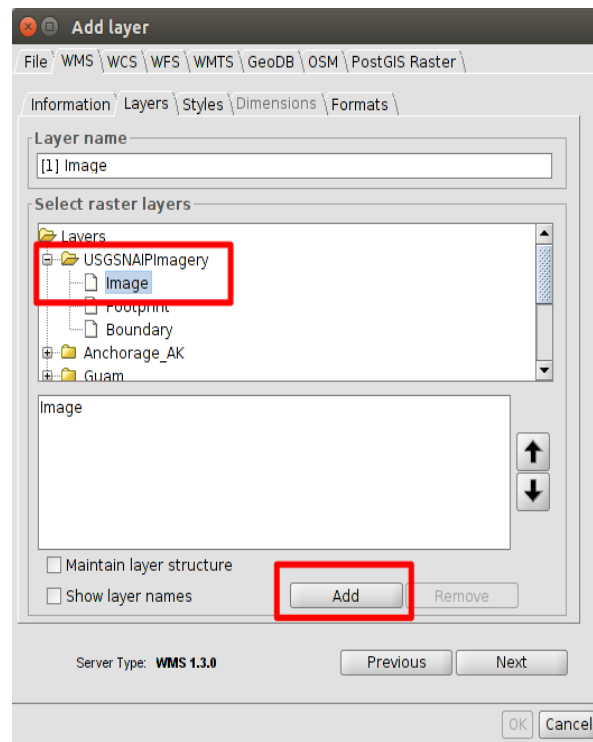 Add layer
File WMS WCS WFS WMTS GeoDB OSM PostGIS Raster
Information Layers Styles Dimensions Formats
Layer name
[1] Image
Select raster layers
Layers
USGSNAIPImagery
Image
Footprint
Boundary
Anchorage_AK
Guam
Image
Maintain layer structure
Show layer names Add Remove
Server Type: WMS 1.3.0 Previous Next
OK Cancel